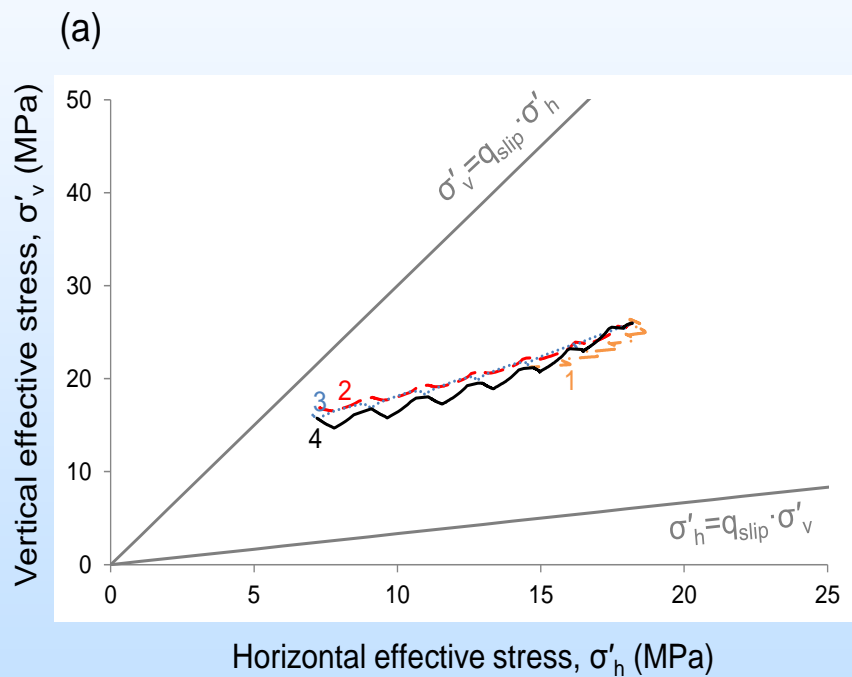 (a)
Vertical effective stress, σ′v (MPa)
50
40
30
20
10
0
σ′v=qslip·σ′h
σ′h=qslip·σ′v
1
2
3
4
0 5 10 15 20 25
Horizontal effective stress, σ′h (MPa)